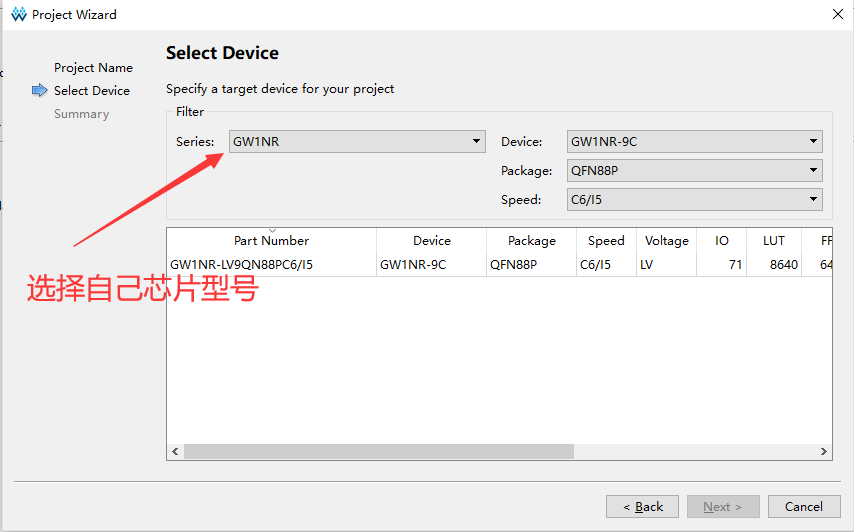 Project Wizard
Select Device
Project Name
Select Device
Summary
Specify a target device for your project
Filter
Series: GW1NR
Device: GW1NR-9C
Package: QFN88P
Speed: C6/I5
Part Number Device Package Speed Voltage IO LUT FF
GW1NR-LV9QN88PC6/I5 GW1NR-9C QFN88P C6/I5 LV 71 8640 64
选择自己芯片型号
< Back Next > Cancel